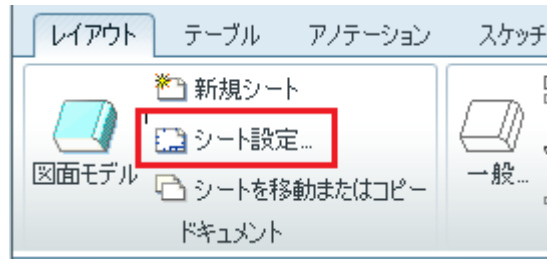 レイアウト テーブル アノテーション スケッチ
新規シート
シート設定...
図面モデル
シートを移動またはコピー
一般...
ドキュメント